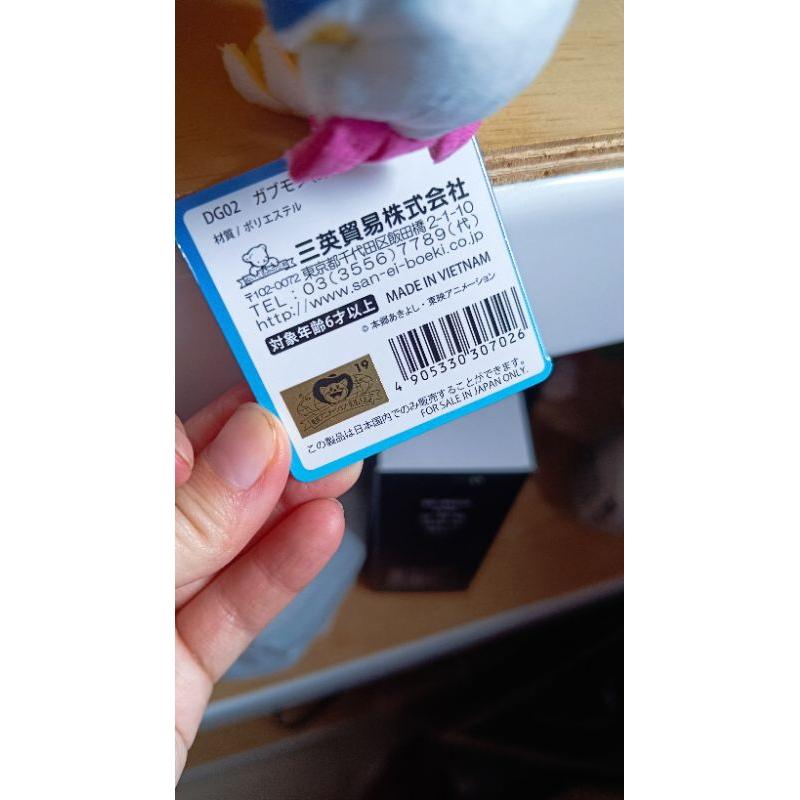 DG02 ガブモン
材質/ポリエステル
三英貿易株式会社
〒102-0072 東京都千代田区飯田橋2-1-10
TEL: 03(3556)7789(代)
http://www.san-ei-boeki.co.jp
対象年齢6才以上
MADE IN VIETNAM
© 本郷あきよし・東映アニメーション
19
4 905330 307026
この製品は日本国内でのみ販売することができます。
FOR SALE IN JAPAN ONLY.